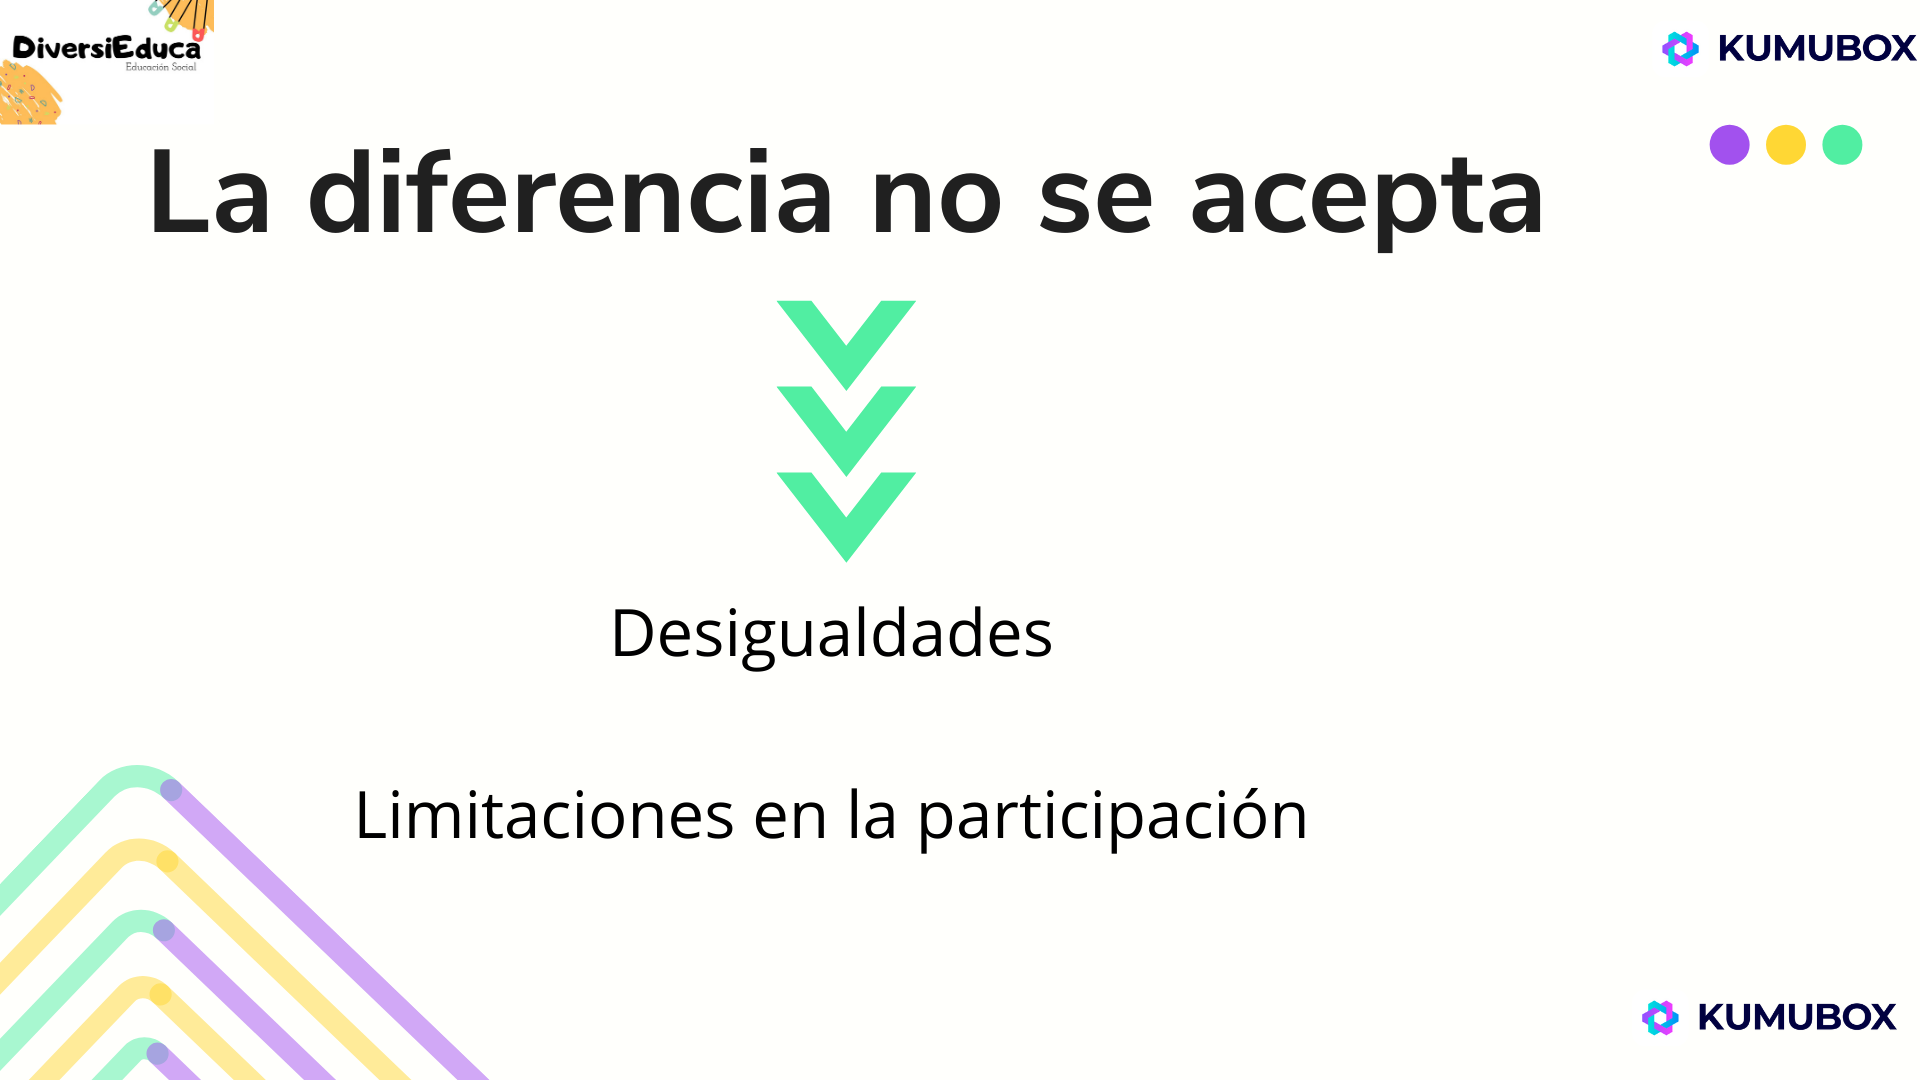 DiversiEduca
Educación Social
KUMUBOX
La diferencia no se acepta
Desigualdades
Limitaciones en la participación
KUMUBOX